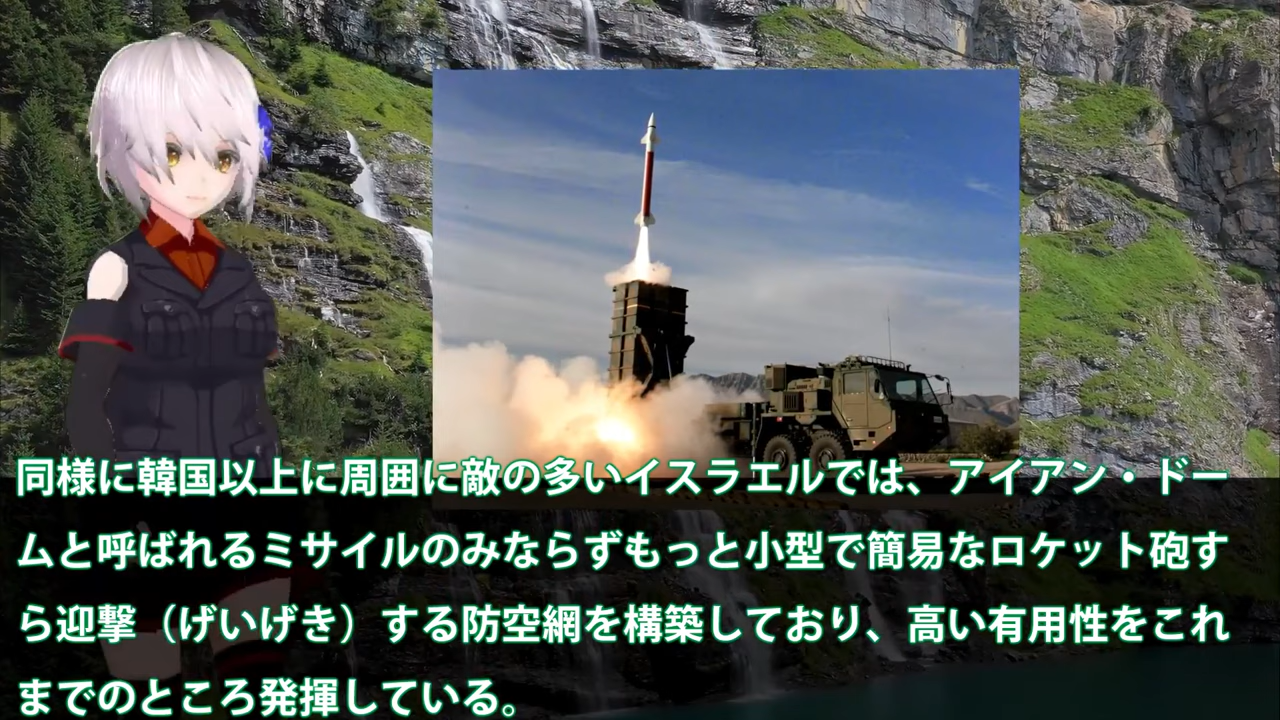 同様に韓国以上に周囲に敵の多いイスラエルでは、アイアン・ドー
ムと呼ばれるミサイルのみならずもっと小型で簡易なロケット砲す
ら迎撃（げいげき）する防空網を構築しており、高い有用性をこれ
までのところ発揮している。